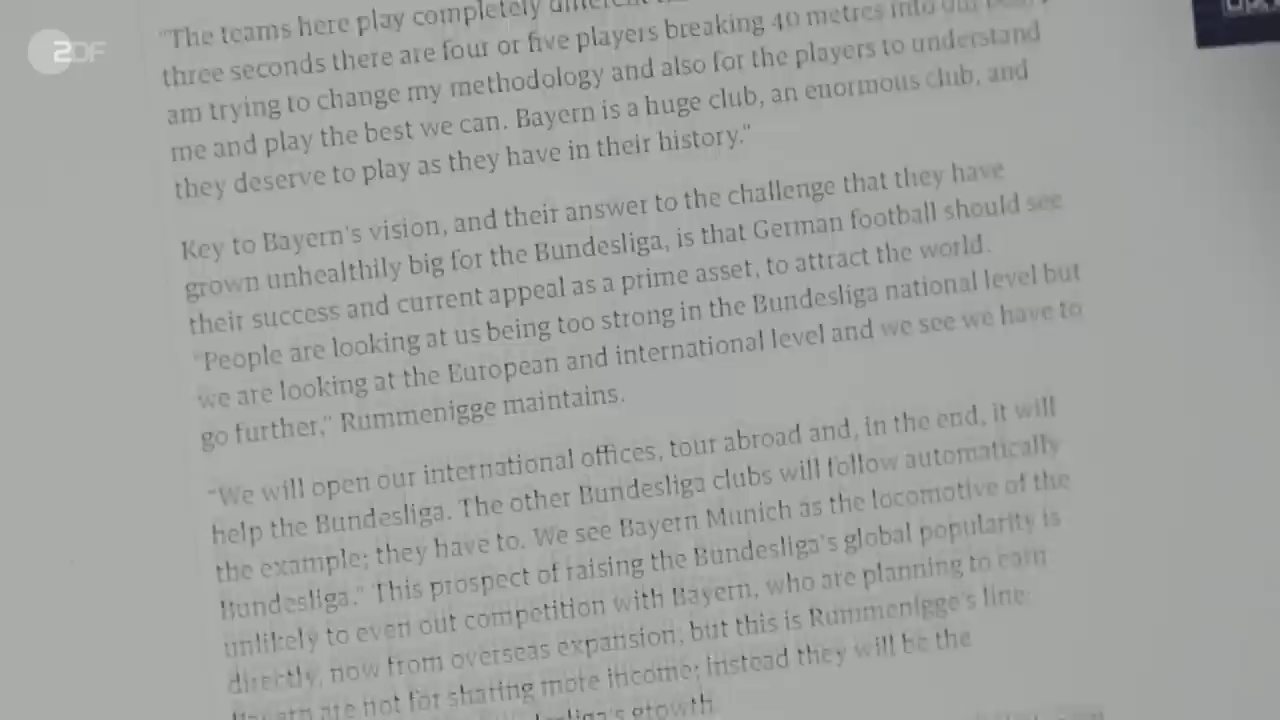 ZDF
"The teams here play completely different
three seconds there are four or five players breaking 40 metres into our
am trying to change my methodology and also for the players to understand
me and play the best we can. Bayern is a huge club, an enormous club, and
they deserve to play as they have in their history."
Key to Bayern's vision, and their answer to the challenge that they have
grown unhealthily big for the Bundesliga, is that German football should see
their success and current appeal as a prime asset, to attract the world.
"People are looking at us being too strong in the Bundesliga national level but
we are looking at the European and international level and we see we have to
go further," Rummenigge maintains.
"We will open our international offices, tour abroad and, in the end, it will
help the Bundesliga. The other Bundesliga clubs will follow automatically
the example; they have to. We see Bayern Munich as the locomotive of the
Bundesliga." This prospect of raising the Bundesliga's global popularity is
unlikely to even out competition with Bayern, who are planning to earn
directly, now from overseas expansion, but this is Rummenigge's line:
are not for sharing more income; instead they will be the
growth